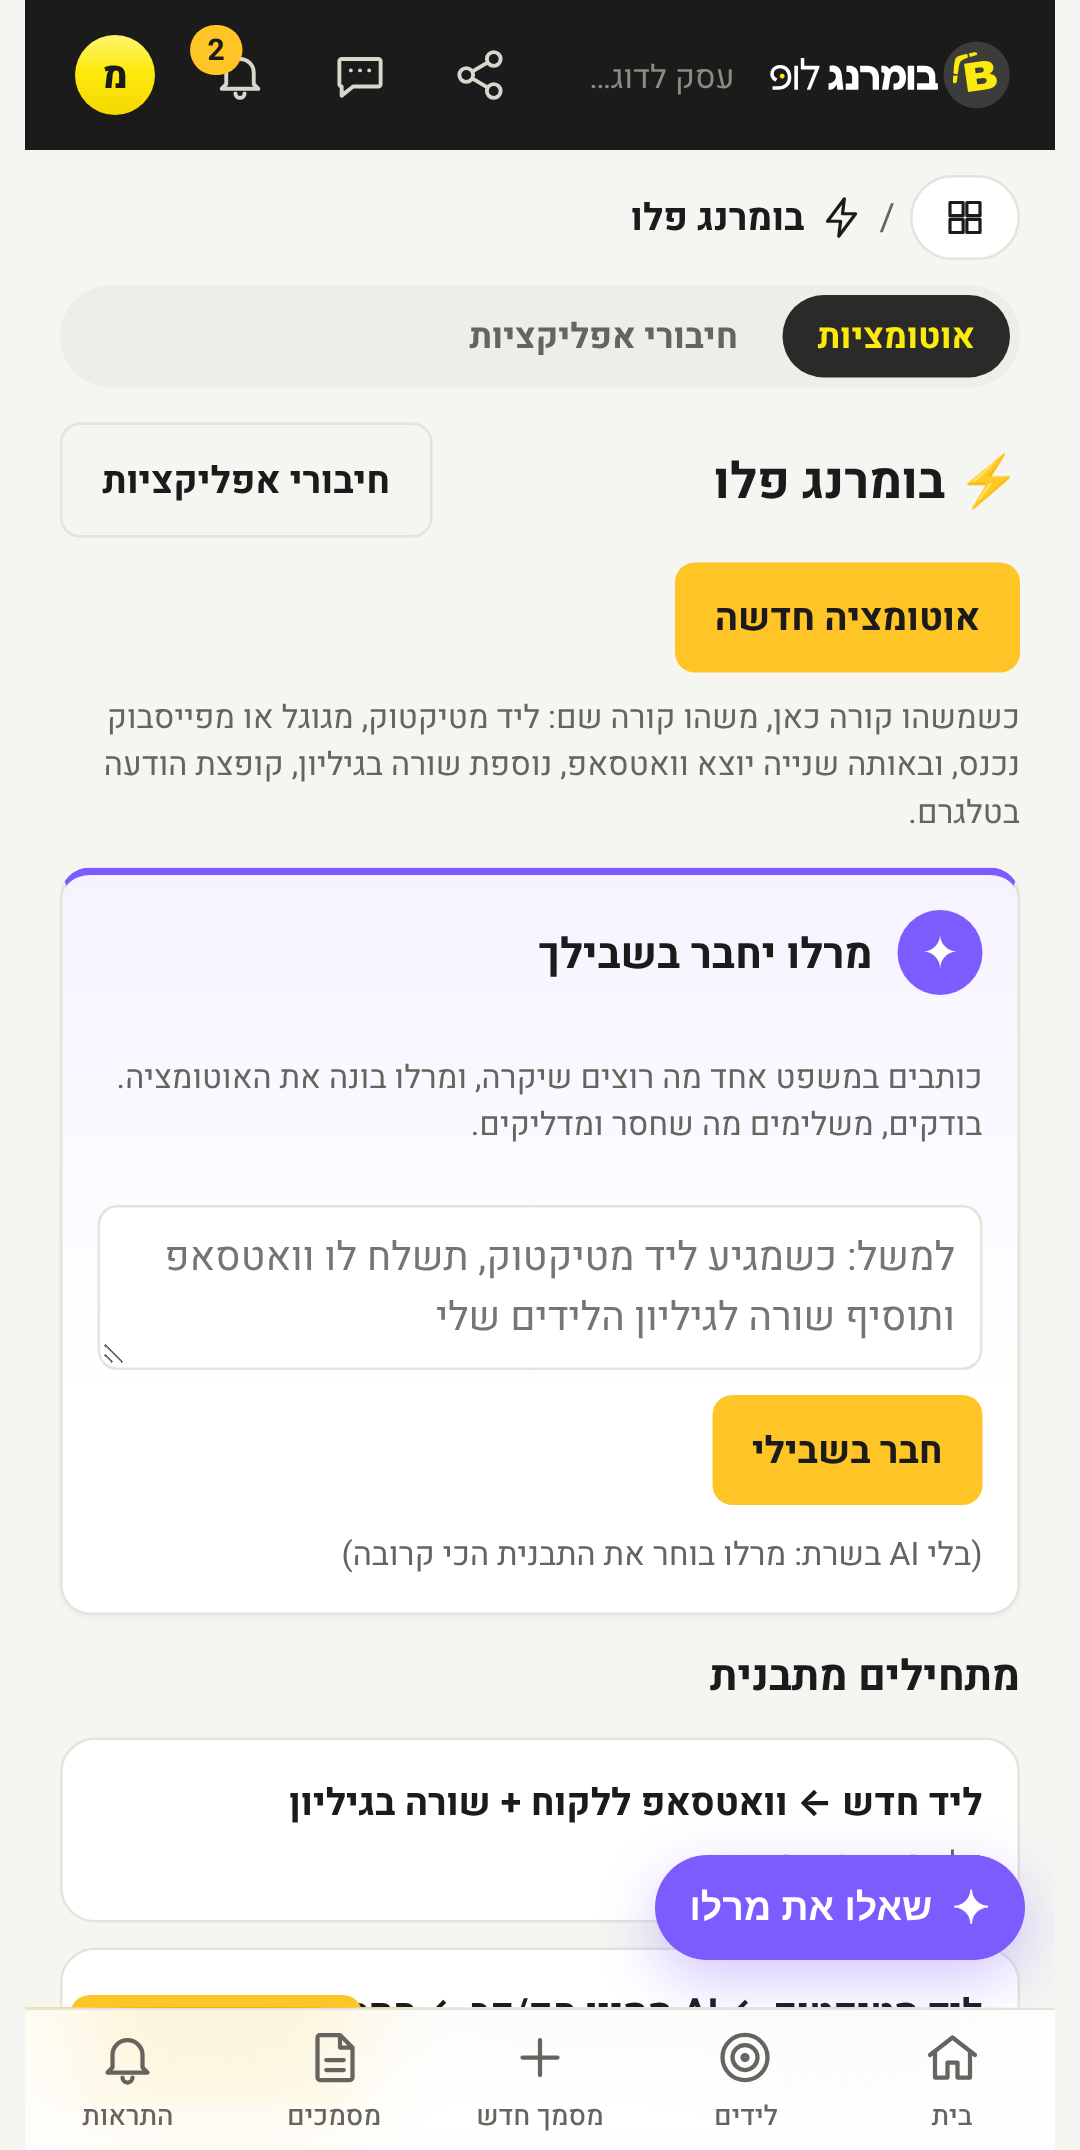 בומרנג לופ
עסק לדוג...
2
מ
/ בומרנג פלו
אוטומציות
חיבורי אפליקציות
בומרנג פלו
חיבורי אפליקציות
אוטומציה חדשה
כשמשהו קורה כאן, משהו קורה שם: ליד מטיקטוק, מגוגל או מפייסבוק
נכנס, ובאותה שנייה יוצא וואטסאפ, נוספת שורה בגיליון, קופצת הודעה
בטלגרם.
מרלו יחבר בשבילך
כותבים במשפט אחד מה רוצים שיקרה, ומרלו בונה את האוטומציה.
בודקים, משלימים מה שחסר ומדליקים.
למשל: כשמגיע ליד מטיקטוק, תשלח לו וואטסאפ
ותוסיף שורה לגיליון הלידים שלי
חבר בשבילי
(בלי AI בשרת: מרלו בוחר את התבנית הכי קרובה)
מתחילים מתבנית
ליד חדש ← וואטסאפ ללקוח + שורה בגיליון
שאלו את מרלו
בית
לידים
מסמך חדש
מסמכים
התראות